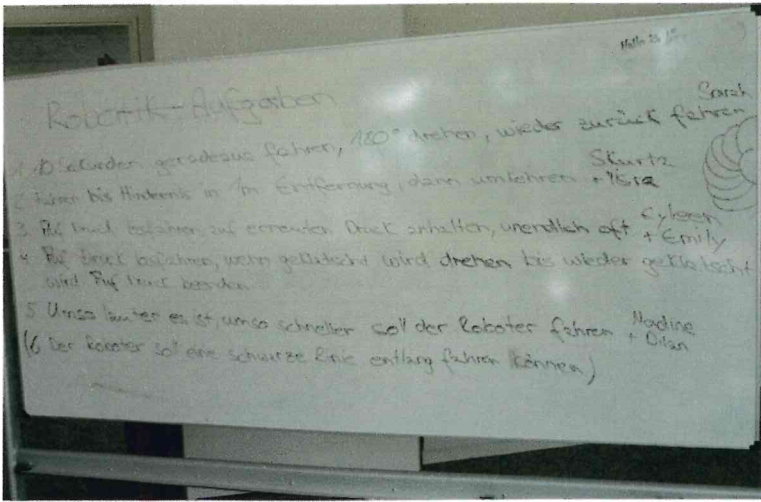 Hallo
Robotik-Aufgaben
Sarah
1 10 Sekunden geradeaus fahren, 180° drehen, wieder zurück fahren
2 Fahren bis Hindernis in 1m Entfernung, dann umkehren
3 Auf Druck losfahren, auf erneuten Druck anhalten, unendlich oft
+ Emily
4 Auf Druck losfahren, wenn geklatscht wird drehen bis wieder geklatscht
wird. Auf Druck beenden
5 Umso lauter es ist, umso schneller soll der Roboter fahren
Nadine
+ Dilan
(6 Der Roboter soll eine schwarze Linie entlang fahren können)